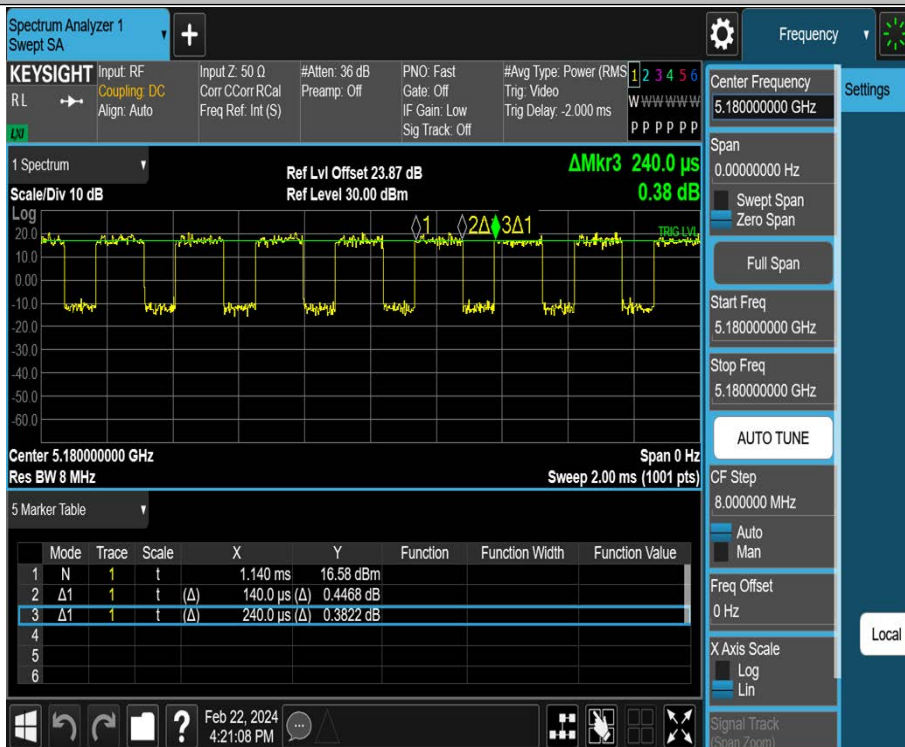 Spectrum Analyzer 1
Swept SA
+
Frequency
KEYSIGHT Input: RF Input Z: 50 Ω #Atten: 36 dB PNO: Fast #Avg Type: Power (RMS 1 2 3 4 5 6
RL Coupling: DC Corr CCorr RCal Preamp: Off Gate: Off Trig: Video W W W W W W
Align: Auto Freq Ref: Int (S) IF Gain: Low Trig Delay: -2.000 ms P P P P P P
LXI Sig Track: Off
1 Spectrum
Ref Lvl Offset 23.87 dB ΔMkr3 240.0 µs
Scale/Div 10 dB Ref Level 30.00 dBm 0.38 dB
Log
◊1 ◊2Δ1 3Δ1
TRIG LVL
20.0
10.0
0.00
-10.0
-20.0
-30.0
-40.0
-50.0
-60.0
Center 5.180000000 GHz Span 0 Hz
Res BW 8 MHz Sweep 2.00 ms (1001 pts)
5 Marker Table
Mode Trace Scale X Y Function Function Width Function Value
1 N 1 t 1.140 ms 16.58 dBm
2 Δ1 1 t (Δ) 140.0 µs (Δ) 0.4468 dB
3 Δ1 1 t (Δ) 240.0 µs (Δ) 0.3822 dB
4
5
6
?
Feb 22, 2024
4:21:08 PM
Center Frequency
5.180000000 GHz
Settings
Span
0.00000000 Hz
Swept Span
Zero Span
Full Span
Start Freq
5.180000000 GHz
Stop Freq
5.180000000 GHz
AUTO TUNE
CF Step
8.000000 MHz
Auto
Man
Freq Offset
0 Hz
Local
X Axis Scale
Log
Lin
Signal Track
(Span Zoom)